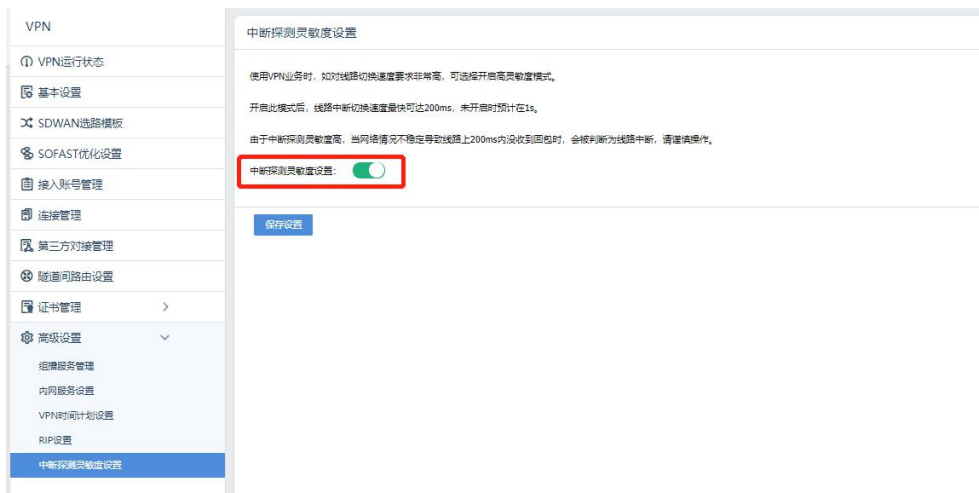 VPN
VPN运行状态
基本设置
SDWAN选路模板
SOFAST优化设置
接入账号管理
连接管理
第三方对接管理
隧道间路由设置
证书管理
高级设置
组播服务管理
内网服务设置
VPN时间计划设置
RIP设置
中断探测灵敏度设置
中断探测灵敏度设置
使用VPN业务时，如对线路切换速度要求非常高，可选择开启高灵敏度模式。
开启此模式后，线路中断切换速度最快可达200ms，未开启时预计在1s。
由于中断探测灵敏度高，当网络情况不稳定导致线路上200ms内没收到回包时，会被判断为线路中断，请谨慎操作。
中断探测灵敏度设置：
保存设置